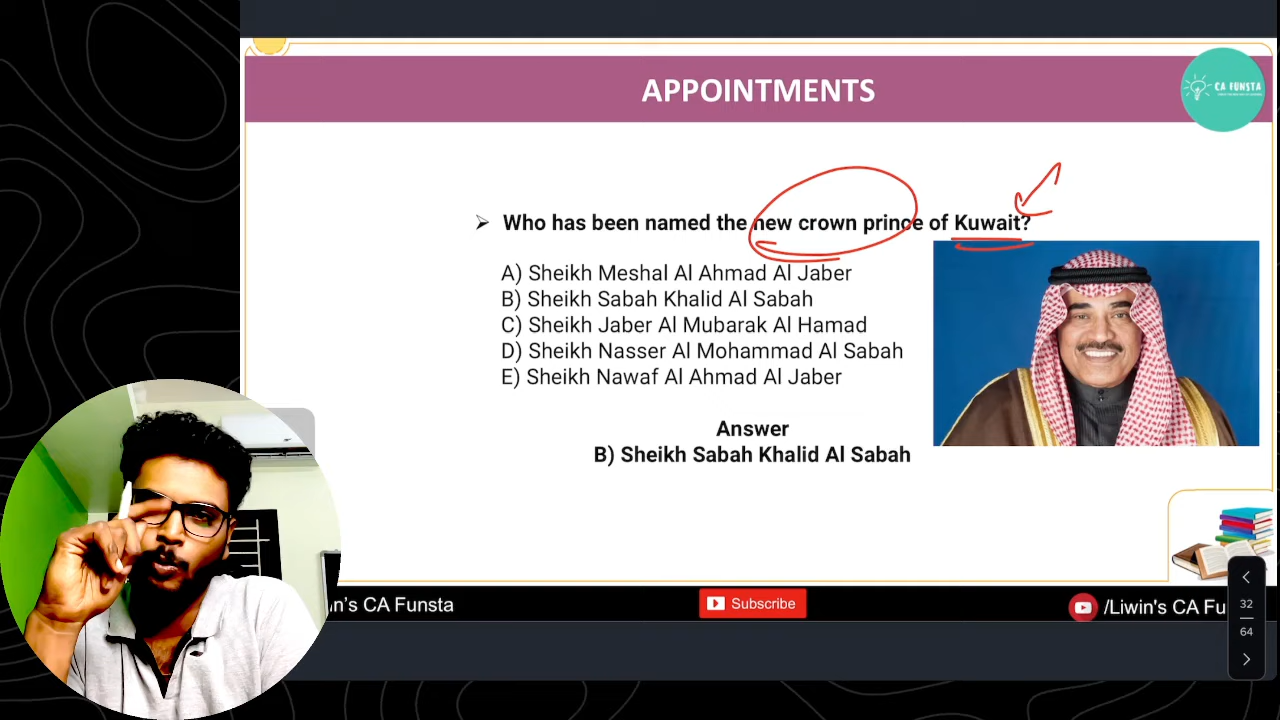 APPOINTMENTS
CA FUNSTA
➤ Who has been named the new crown prince of Kuwait?
A) Sheikh Meshal Al Ahmad Al Jaber
B) Sheikh Sabah Khalid Al Sabah
C) Sheikh Jaber Al Mubarak Al Hamad
D) Sheikh Nasser Al Mohammad Al Sabah
E) Sheikh Nawaf Al Ahmad Al Jaber
Answer
B) Sheikh Sabah Khalid Al Sabah
in's CA Funsta
Subscribe
/Liwin's CA Fu
32
64